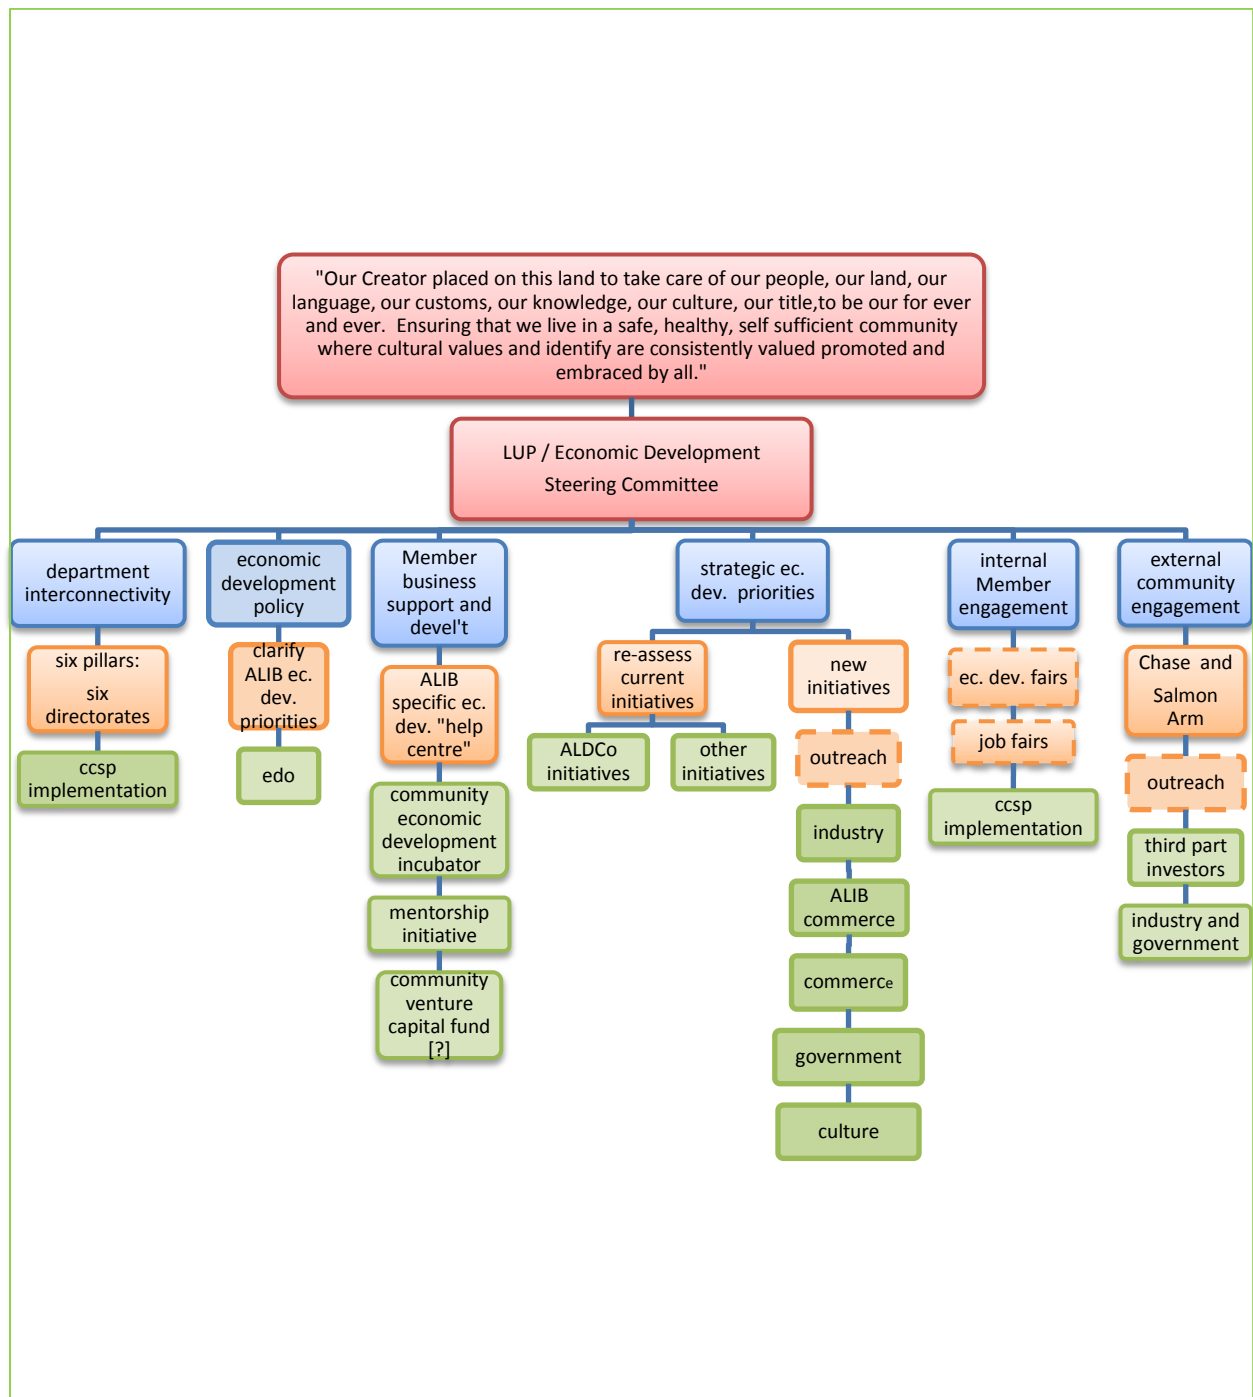 "Our Creator placed on this land to take care of our people, our land, our
language, our customs, our knowledge, our culture, our title,to be our for ever
and ever. Ensuring that we live in a safe, healthy, self sufficient community
where cultural values and identify are consistently valued promoted and
embraced by all."
LUP / Economic Development
Steering Committee
department
interconnectivity
six pillars:
six
directorates
ccsp
implementation
economic
development
policy
clarify
ALIB ec.
dev.
priorities
edo
Member
business
support and
devel't
ALIB
specific ec.
dev. "help
centre"
community
economic
development
incubator
mentorship
initiative
community
venture
capital fund
[?]
strategic ec.
dev. priorities
re-assess
current
initiatives
ALDCo
initiatives
other
initiatives
new
initiatives
outreach
industry
ALIB
commerce
commerce
government
culture
internal
Member
engagement
ec. dev. fairs
job fairs
ccsp
implementation
external
community
engagement
Chase and
Salmon
Arm
outreach
third part
investors
industry and
government